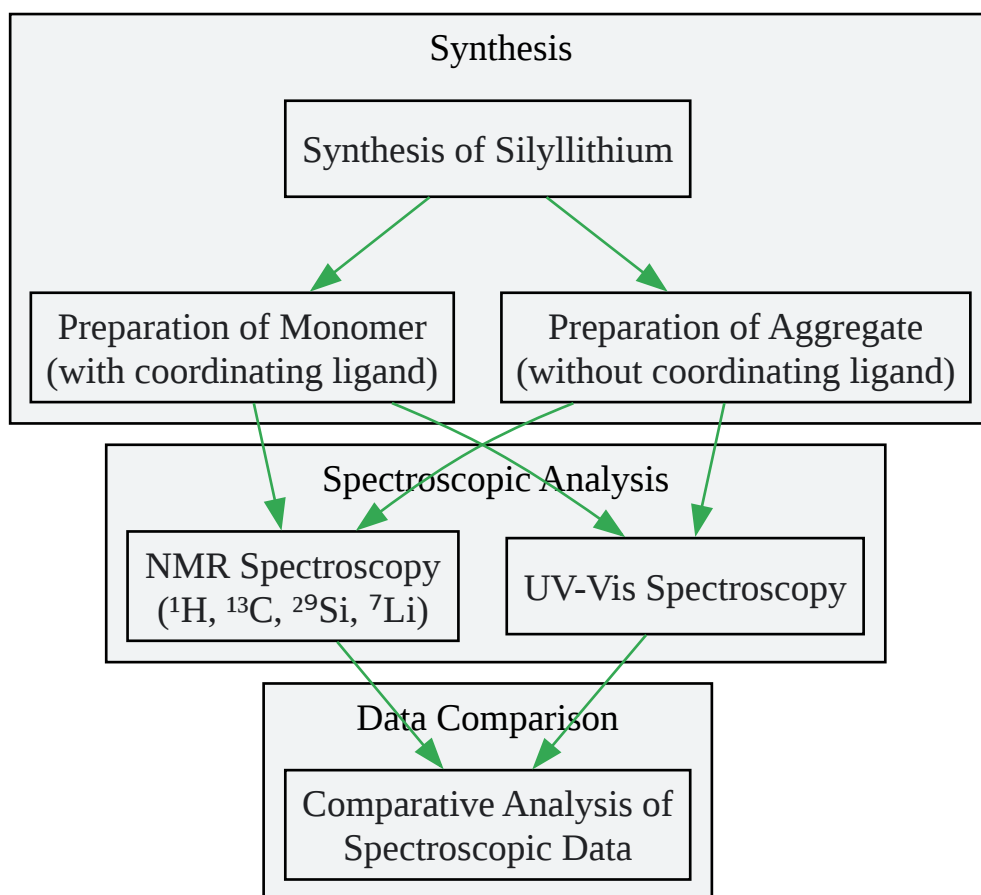 Synthesis
Synthesis of Silyllithium
Preparation of Monomer
(with coordinating ligand)
Preparation of Aggregate
(without coordinating ligand)
Spectroscopic Analysis
NMR Spectroscopy
(¹H, ¹³C, ²⁹Si, ⁷Li)
UV-Vis Spectroscopy
Data Comparison
Comparative Analysis of
Spectroscopic Data